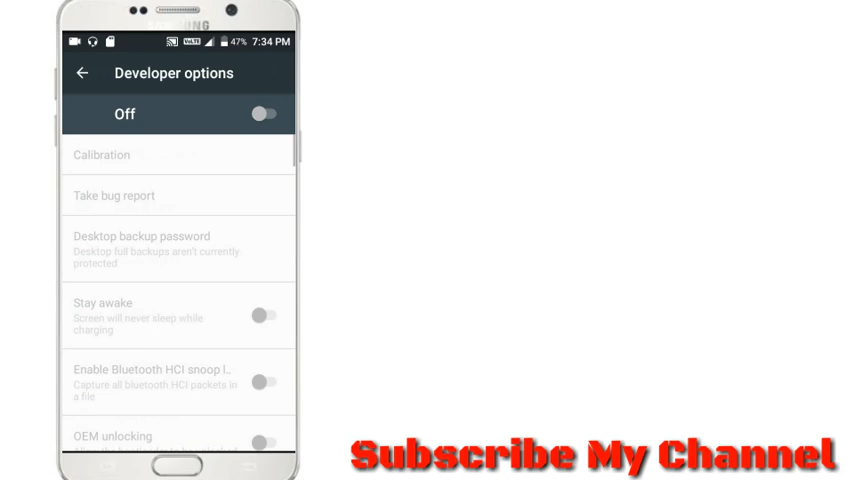 SAMSUNG
VoLTE 47% 7:34 PM
Developer options
Off
Calibration
Take bug report
Desktop backup password
Desktop full backups aren't currently
protected
Stay awake
Screen will never sleep while
charging
Enable Bluetooth HCI snoop l..
Capture all bluetooth HCI packets in
a file
OEM unlocking
Subscribe My Channel